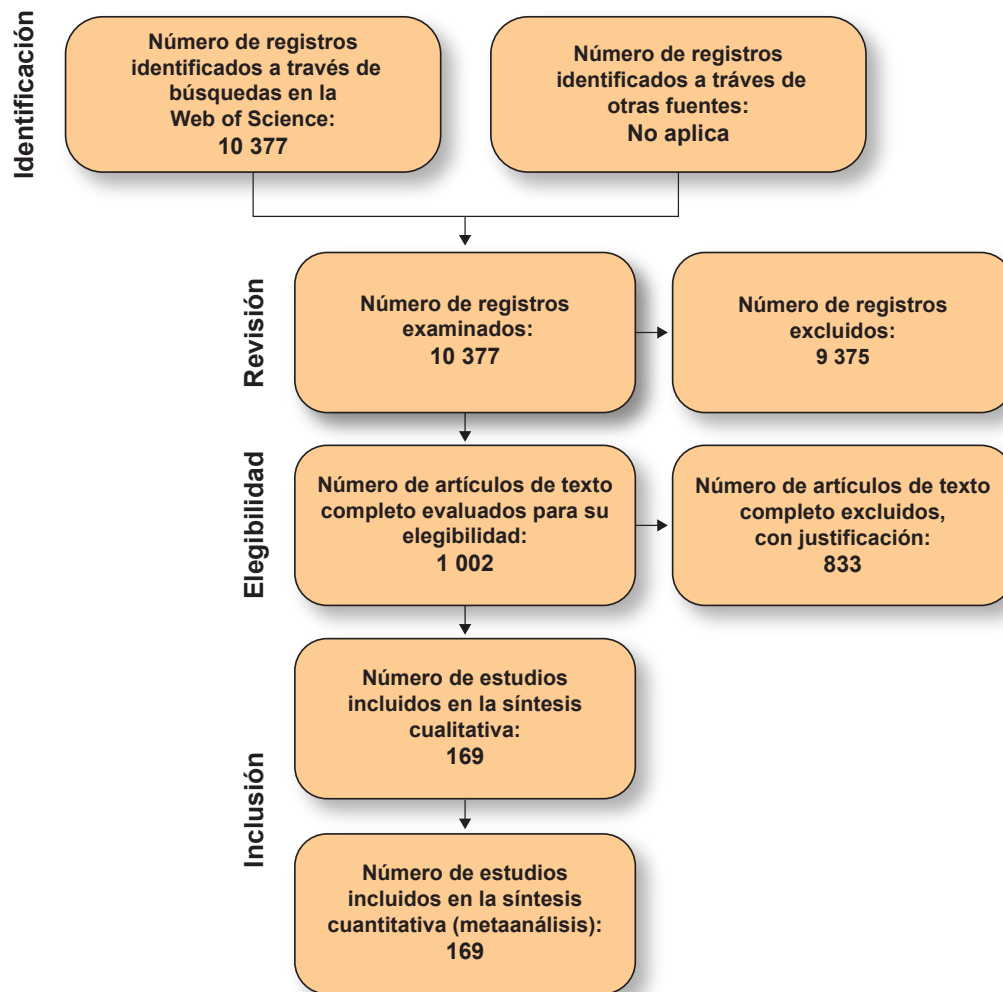 Identificación
Número de registros
identificados a través de
búsquedas en la
Web of Science:
10 377
Número de registros
identificados a tráves de
otras fuentes:
No aplica
Revisión
Número de registros
examinados:
10 377
Número de registros
excluidos:
9 375
Elegibilidad
Número de artículos de texto
completo evaluados para su
elegibilidad:
1 002
Número de artículos de texto
completo excluidos,
con justificación:
833
Inclusión
Número de estudios
incluidos en la síntesis
cualitativa:
169
Número de estudios
incluidos en la síntesis
cuantitativa (metaanálisis):
169